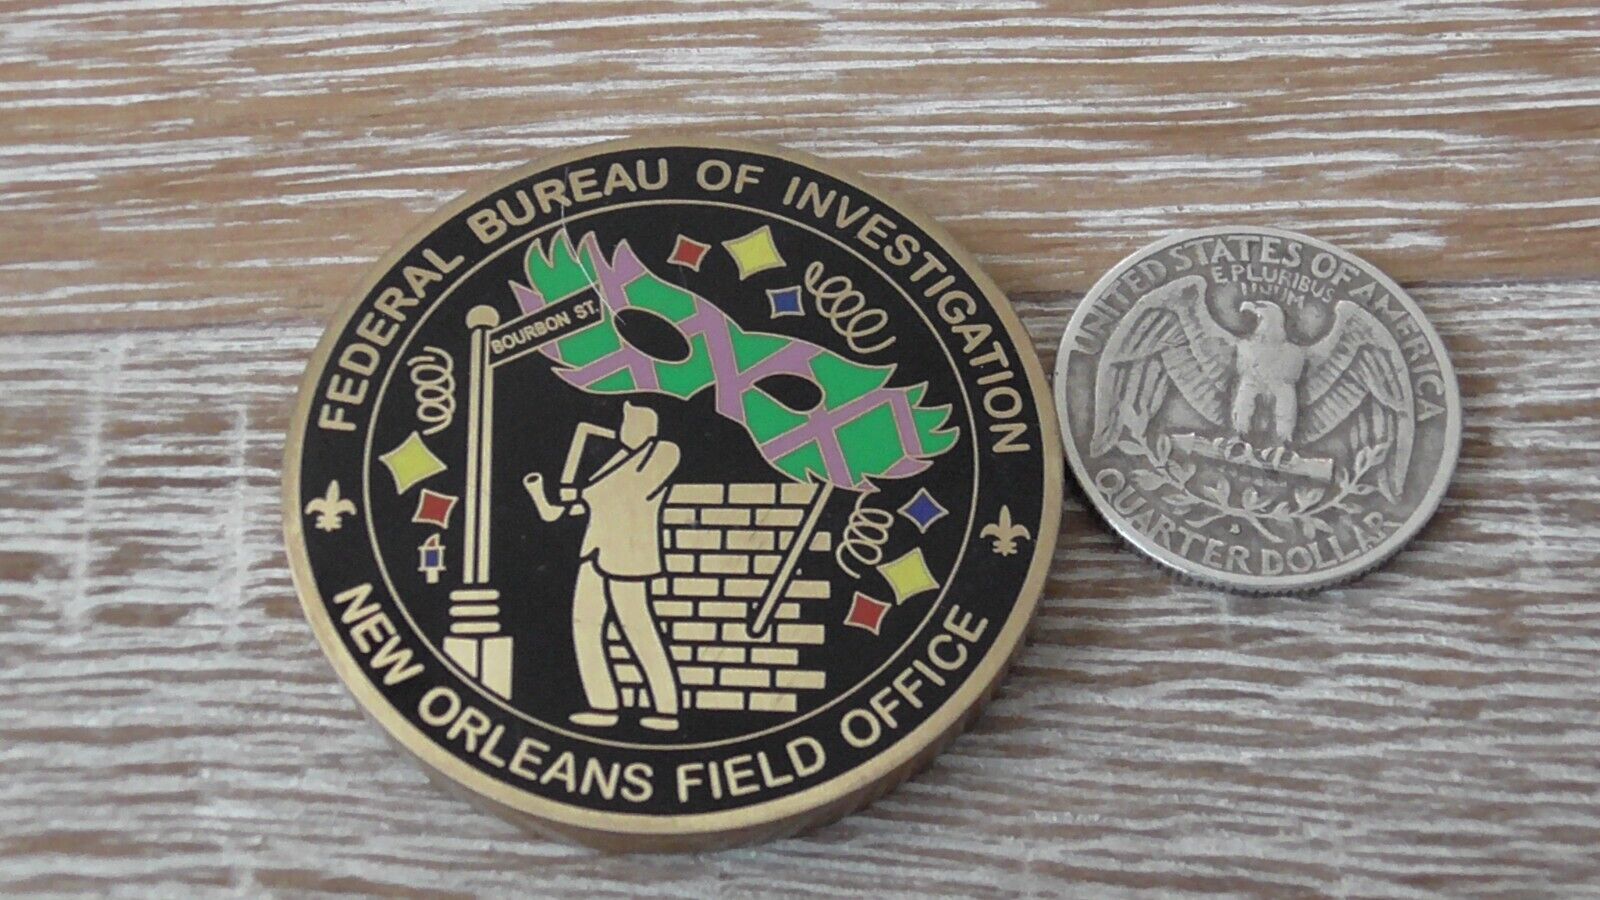 FEDERAL BUREAU OF INVESTIGATION
BOURBON ST.
NEW ORLEANS FIELD OFFICE
UNITED STATES OF AMERICA
E PLURIBUS
UNUM
QUARTER DOLLAR